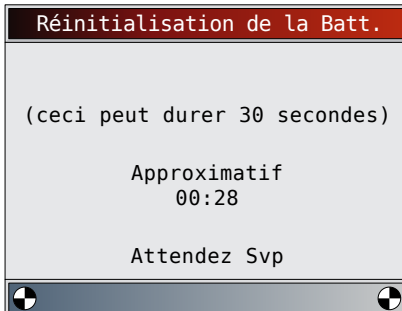 Réinitialisation de la Batt.
(ceci peut durer 30 secondes)
Approximatif
00:28
Attendez Svp